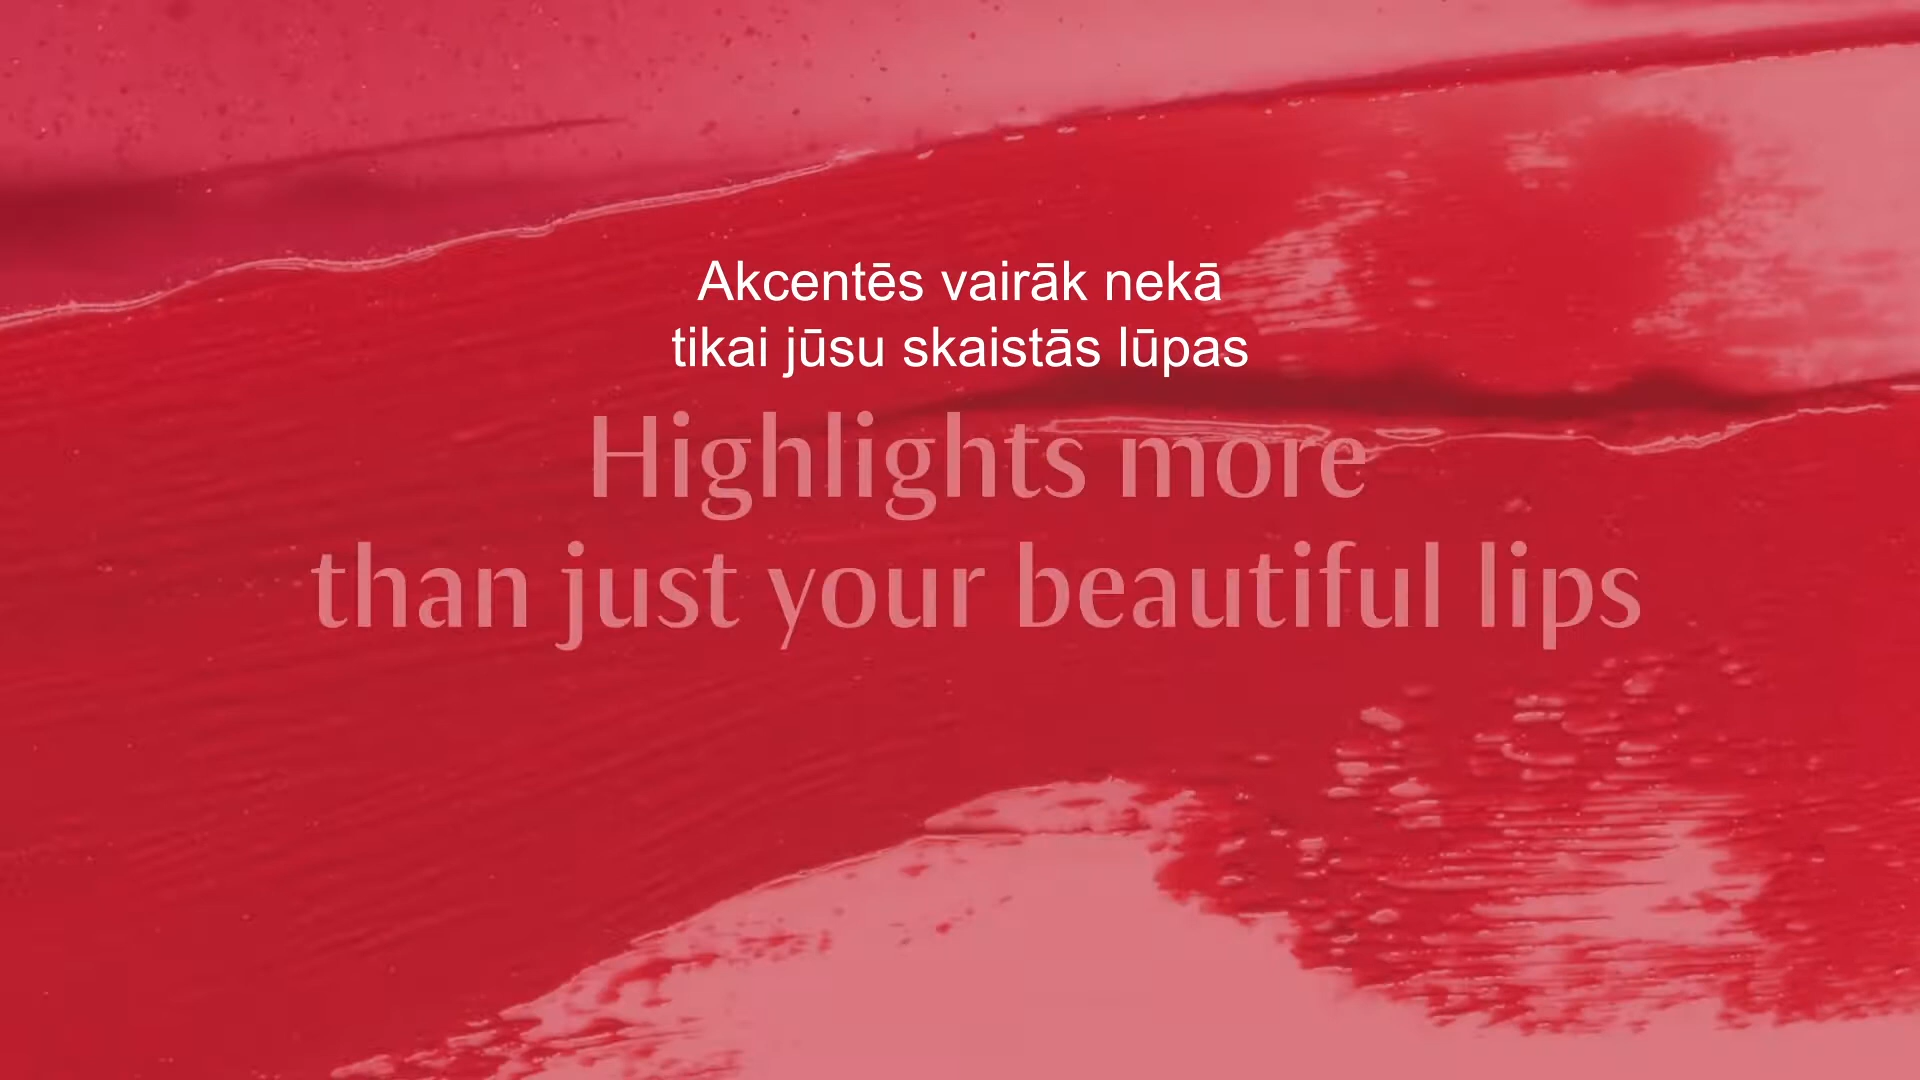 Akcentēs vairāk nekā
tikai jūsu skaistās lūpas
Highlights more
than just your beautiful lips